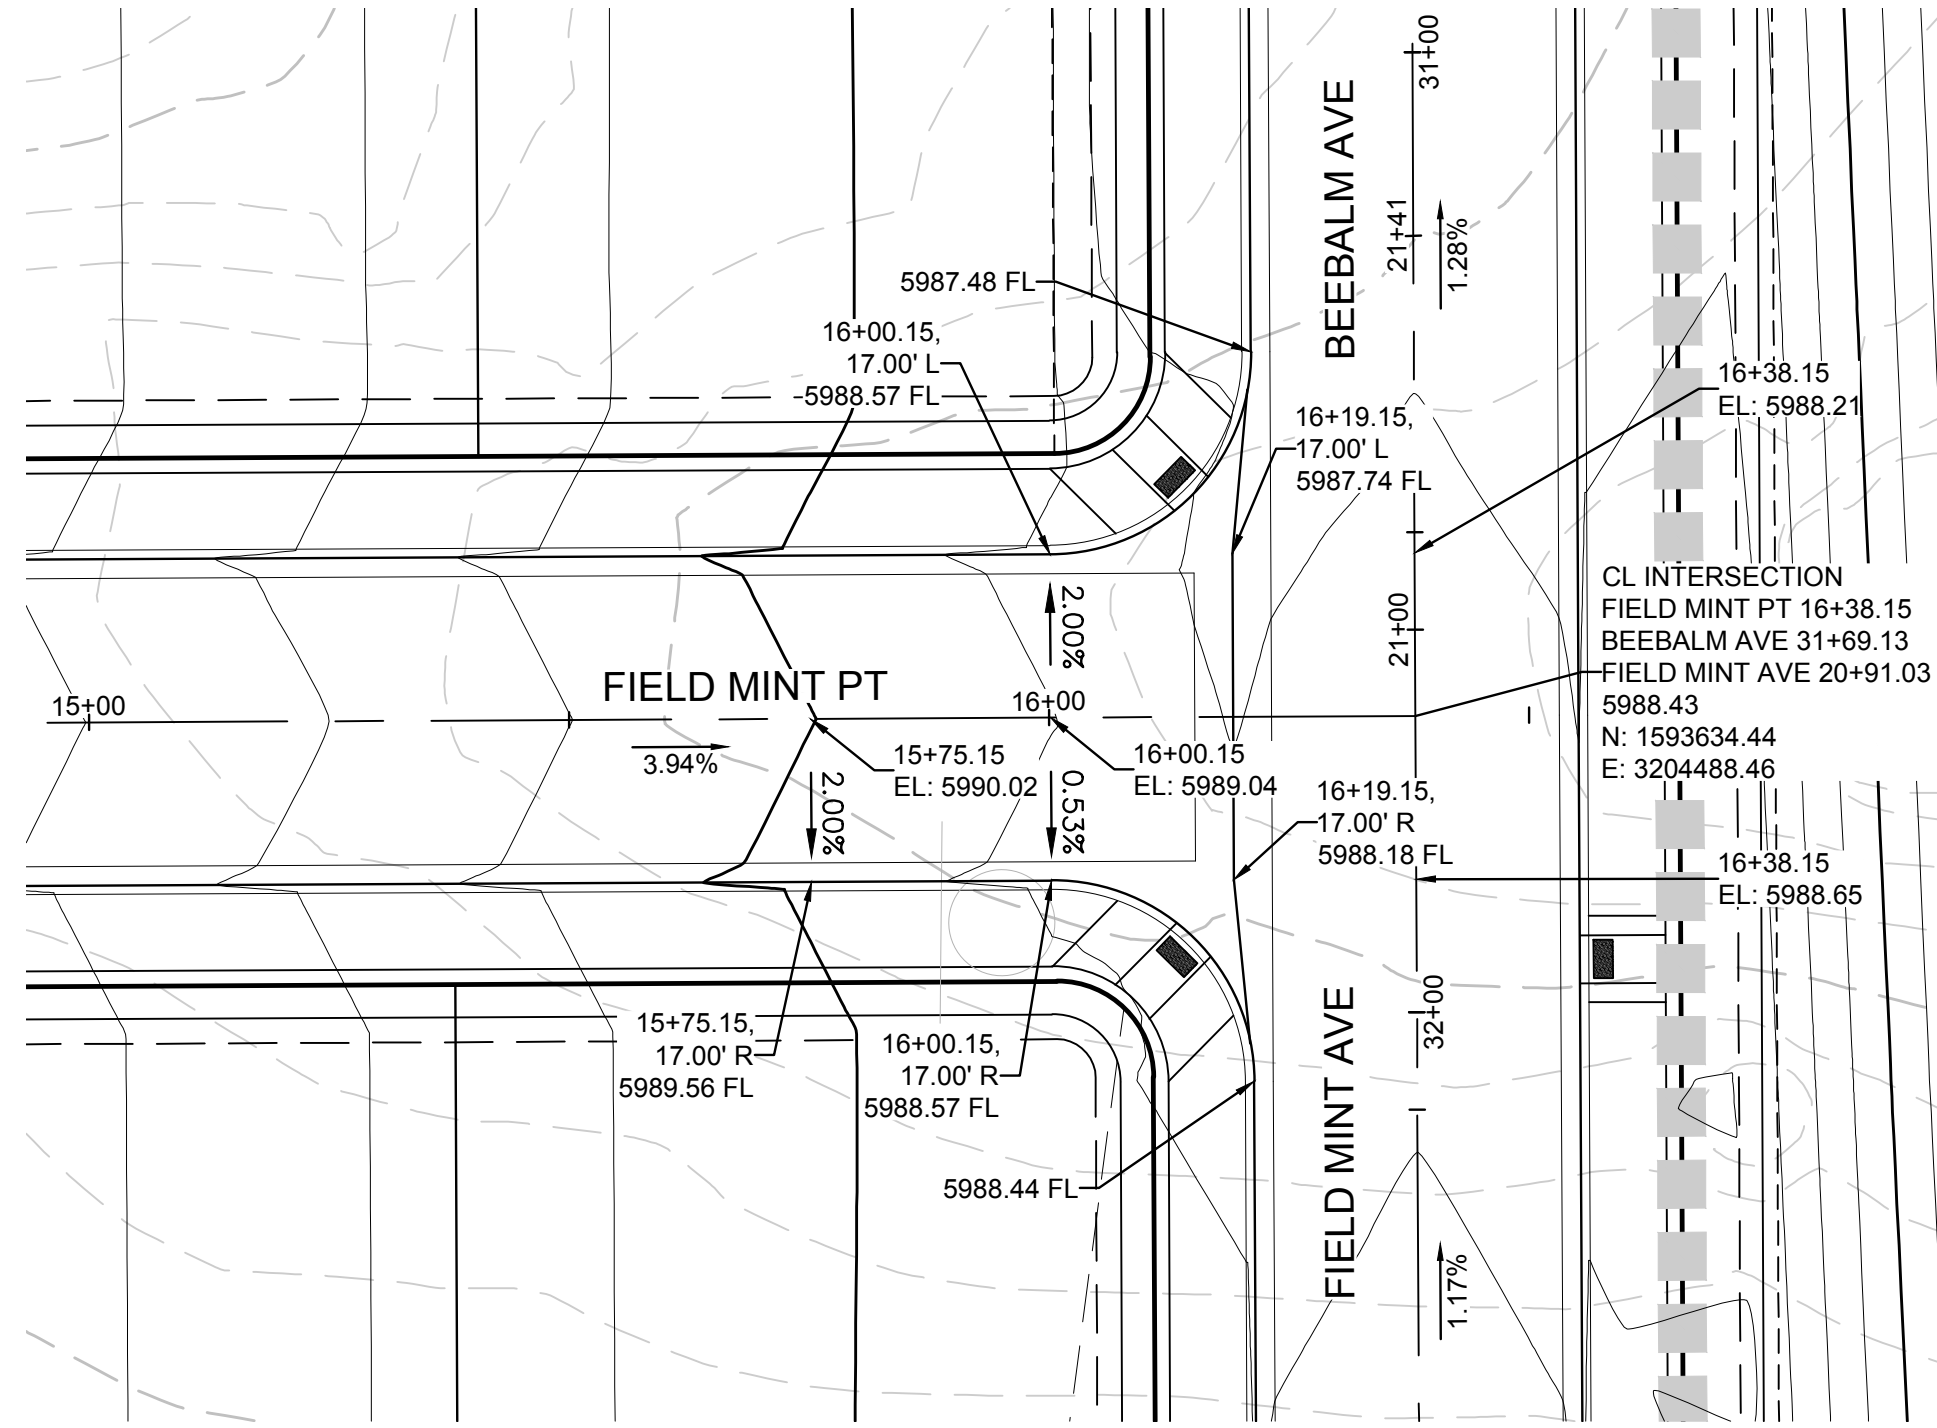 31+00
BEEBALM AVE
21+41
1.28%
5987.48 FL
16+00.15,
17.00' L
5988.57 FL
16+19.15,
17.00' L
5987.74 FL
16+38.15
EL: 5988.21
CL INTERSECTION
FIELD MINT PT 16+38.15
BEEBALM AVE 31+69.13
FIELD MINT AVE 20+91.03
5988.43
N: 1593634.44
E: 3204488.46
21+00
2.00%
FIELD MINT PT
15+00
16+00
3.94%
15+75.15
EL: 5990.02
16+00.15
EL: 5989.04
2.00%
0.53%
16+19.15,
17.00' R
5988.18 FL
16+38.15
EL: 5988.65
15+75.15,
17.00' R
5989.56 FL
16+00.15,
17.00' R
5988.57 FL
32+00
FIELD MINT AVE
5988.44 FL
1.17%